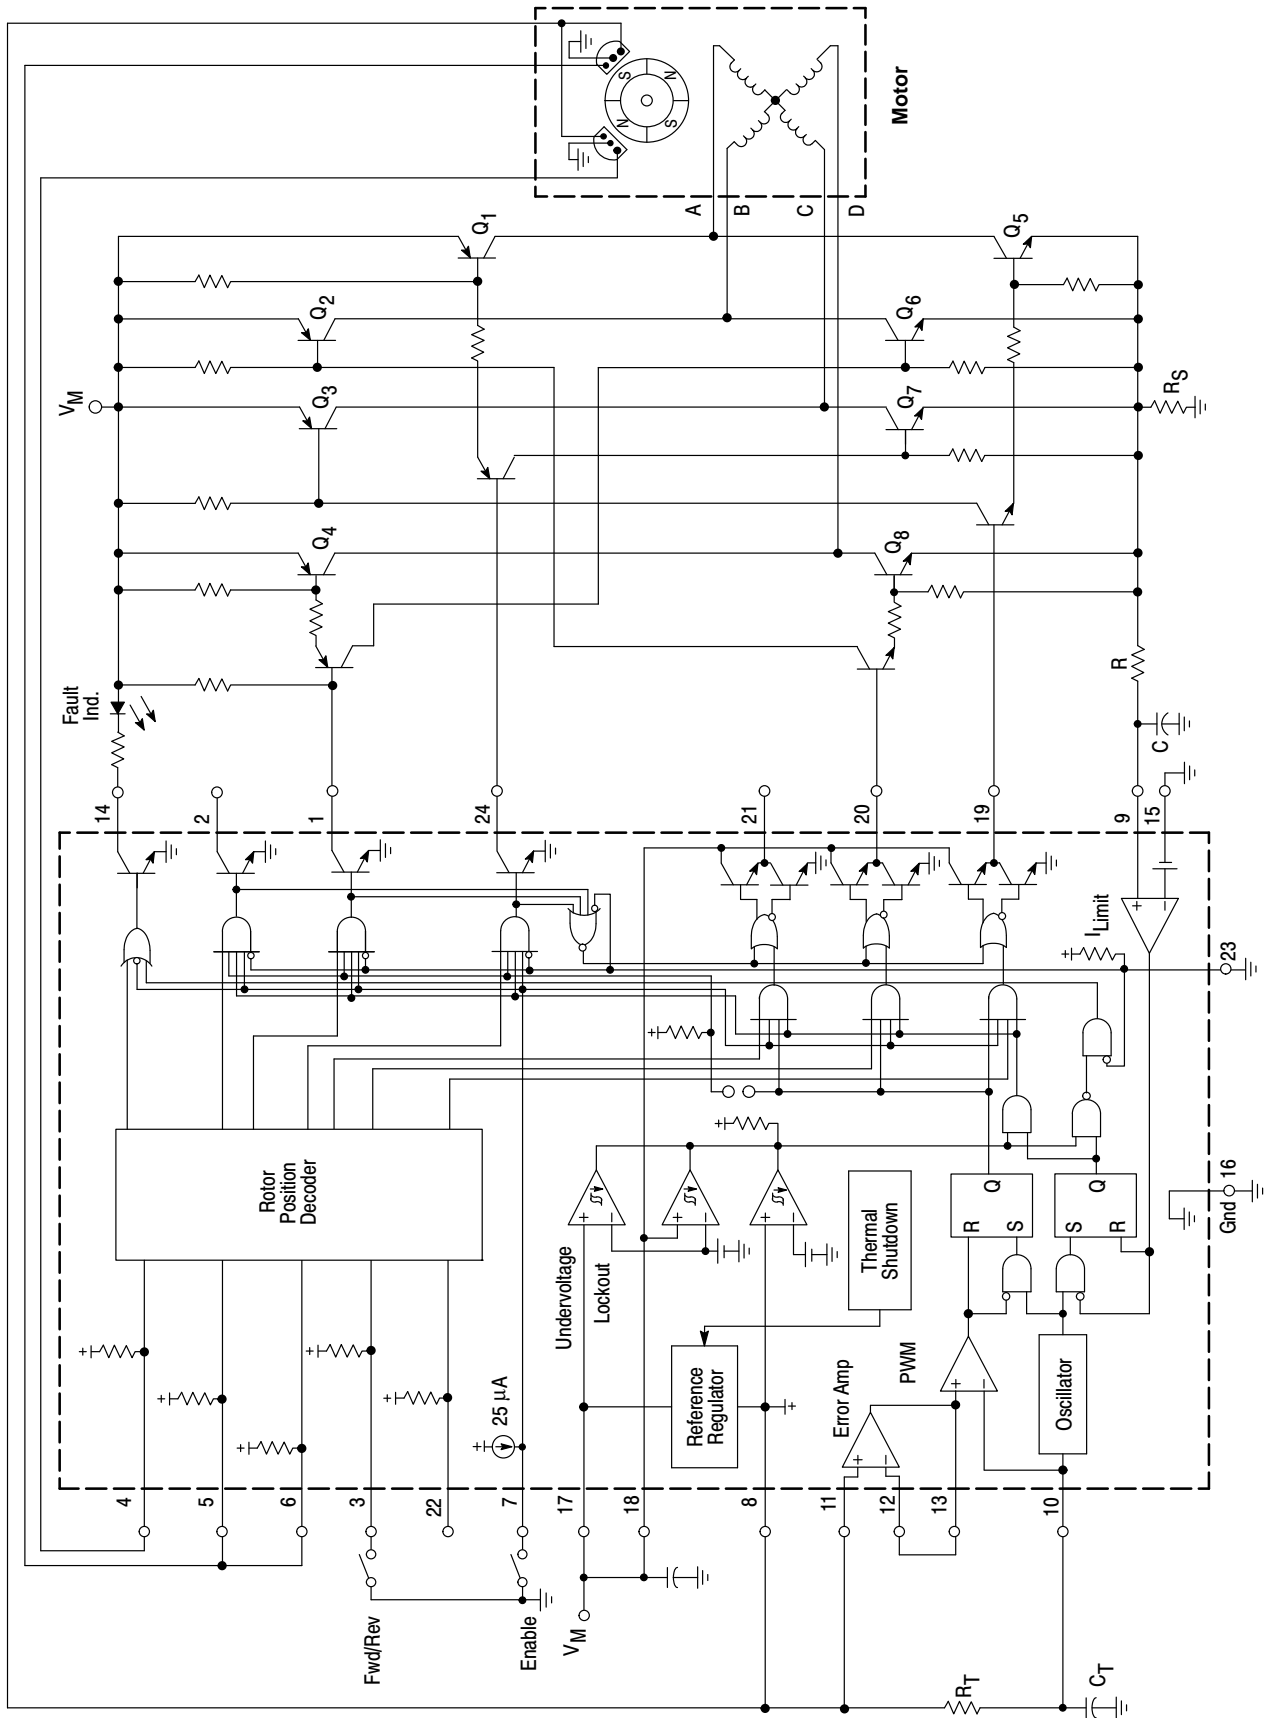 Motor
N
S
N
S
A
B
C
D
Q1
Q5
Q2
Q6
VM
Q3
Q7
RS
Q4
Q8
R
C
Fault
Ind.
14
2
1
24
21
20
19
9
15
ILimit
23
Rotor
Position
Decoder
Undervoltage
Lockout
Thermal
Shutdown
Reference
Regulator
Error Amp
PWM
R
Q
S
S
Q
R
Oscillator
Gnd 16
25 µA
4
5
6
3
22
7
17
18
8
11
12
13
10
Fwd/Rev
Enable
VM
RT
CT